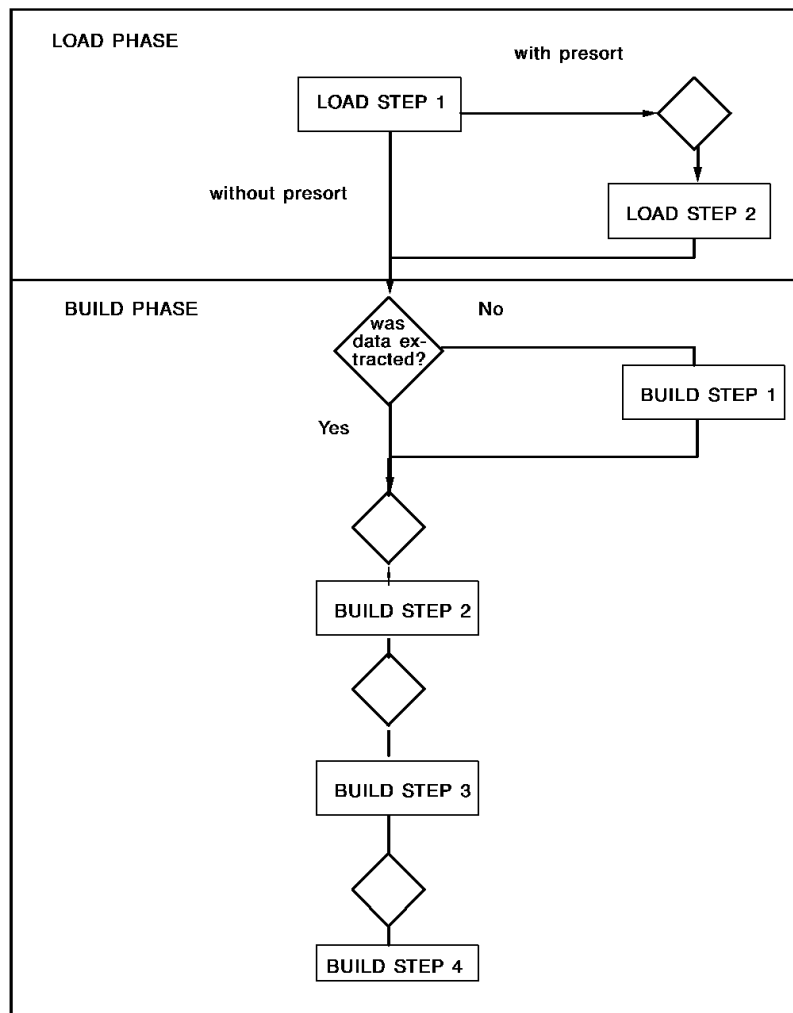 LOAD PHASE
with presort
LOAD STEP 1
without presort
LOAD STEP 2
BUILD PHASE
No
was
data ex-
tracted?
BUILD STEP 1
Yes
BUILD STEP 2
BUILD STEP 3
BUILD STEP 4